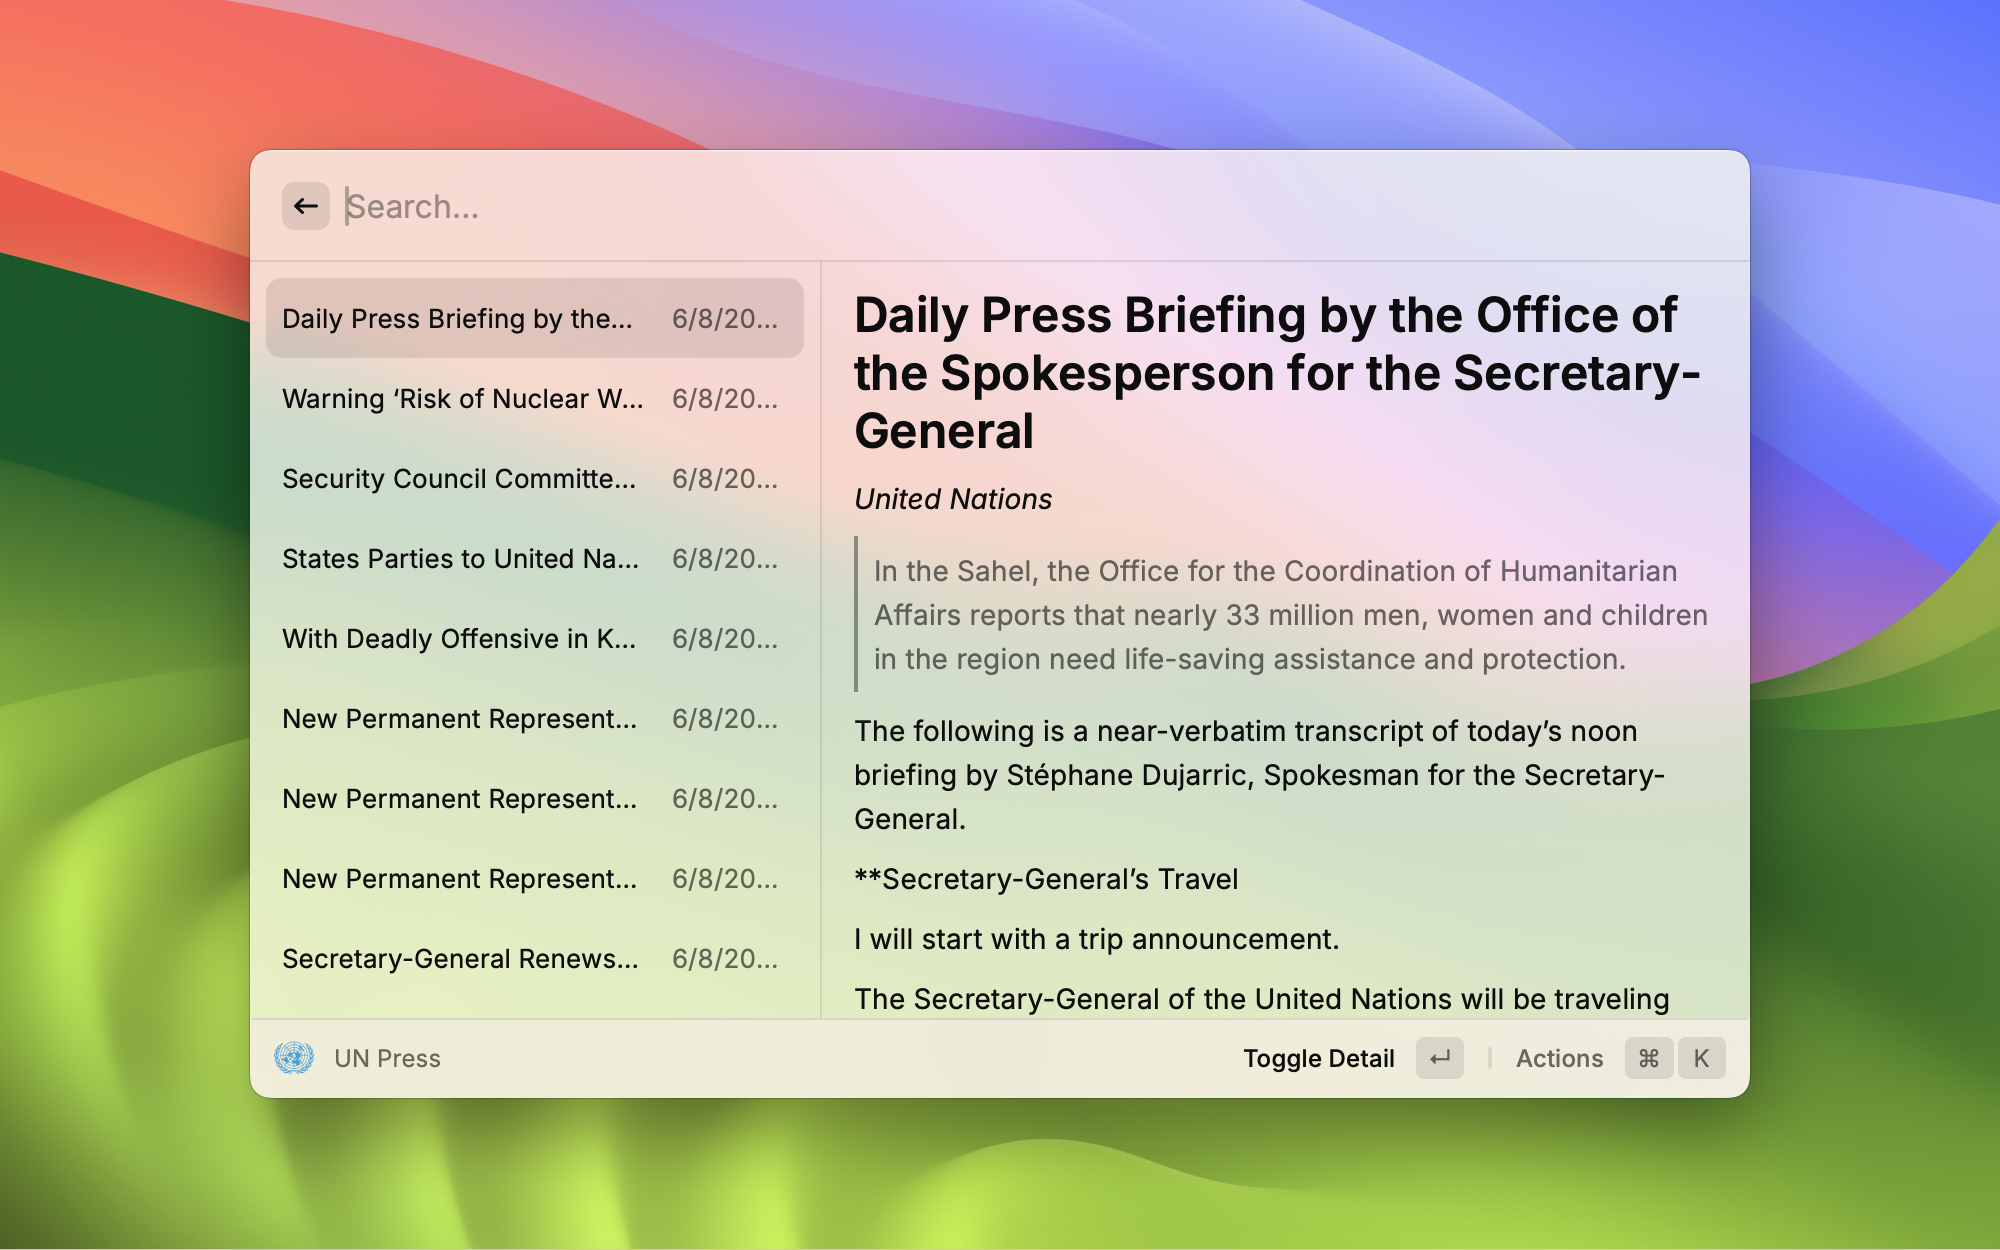 Search...
Daily Press Briefing by the... 6/8/20...
Warning ‘Risk of Nuclear W... 6/8/20...
Security Council Committe... 6/8/20...
States Parties to United Na... 6/8/20...
With Deadly Offensive in K... 6/8/20...
New Permanent Represent... 6/8/20...
New Permanent Represent... 6/8/20...
New Permanent Represent... 6/8/20...
Secretary-General Renews... 6/8/20...
Daily Press Briefing by the Office of
the Spokesperson for the Secretary-
General
United Nations
In the Sahel, the Office for the Coordination of Humanitarian
Affairs reports that nearly 33 million men, women and children
in the region need life-saving assistance and protection.
The following is a near-verbatim transcript of today’s noon
briefing by Stéphane Dujarric, Spokesman for the Secretary-
General.
**Secretary-General’s Travel
I will start with a trip announcement.
The Secretary-General of the United Nations will be traveling
UN Press
Toggle Detail ↵ Actions ⌘ K